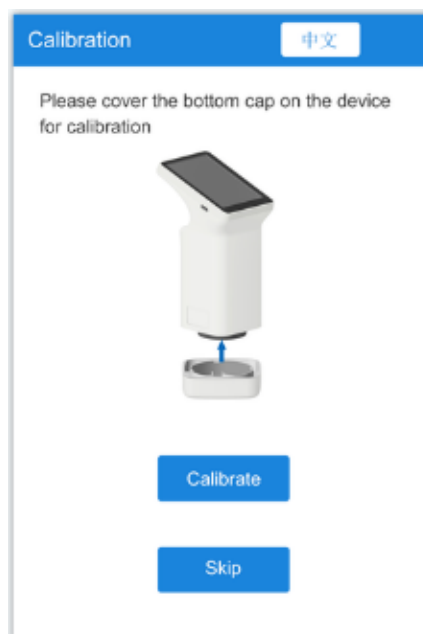 Calibration
中文
Please cover the bottom cap on the device
for calibration
Calibrate
Skip